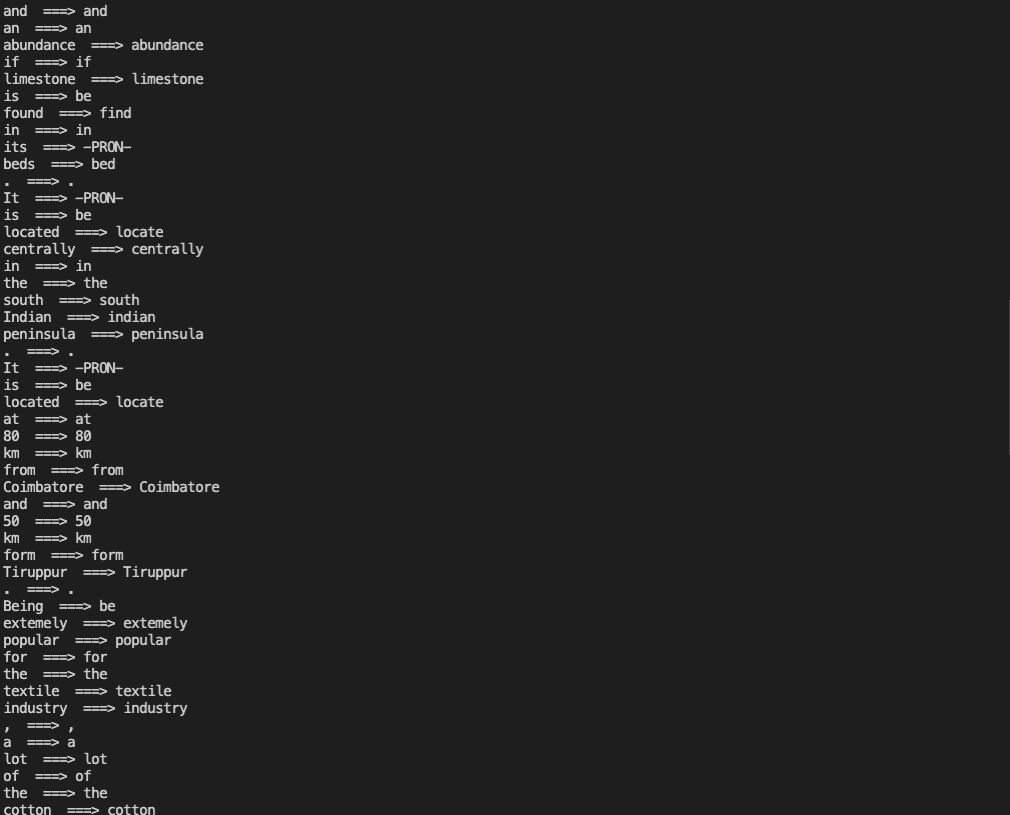 and  ===> and
an  ===> an
abundance  ===> abundance
if  ===> if
limestone  ===> limestone
is  ===> be
found  ===> find
in  ===> in
its  ===> -PRON-
beds  ===> bed
.  ===> .
It  ===> -PRON-
is  ===> be
located  ===> locate
centrally  ===> centrally
in  ===> in
the  ===> the
south  ===> south
Indian  ===> indian
peninsula  ===> peninsula
.  ===> .
It  ===> -PRON-
is  ===> be
located  ===> locate
at  ===> at
80  ===> 80
km  ===> km
from  ===> from
Coimbatore  ===> Coimbatore
and  ===> and
50  ===> 50
km  ===> km
form  ===> form
Tiruppur  ===> Tiruppur
.  ===> .
Being  ===> be
extemely  ===> extemely
popular  ===> popular
for  ===> for
the  ===> the
textile  ===> textile
industry  ===> industry
,  ===> ,
a  ===> a
lot  ===> lot
of  ===> of
the  ===> the
cotton  ===> cotton